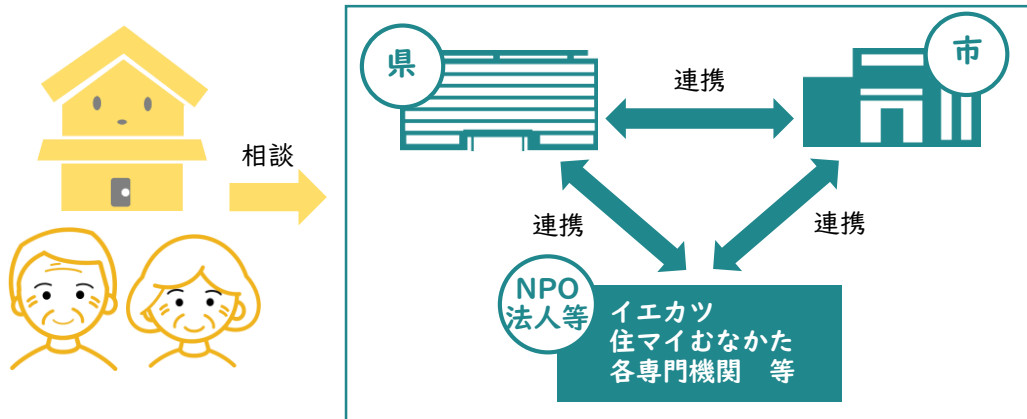 相談
県
市
連携
連携
連携
NPO
法人等
イエカツ
住マイむなかた
各専門機関　等